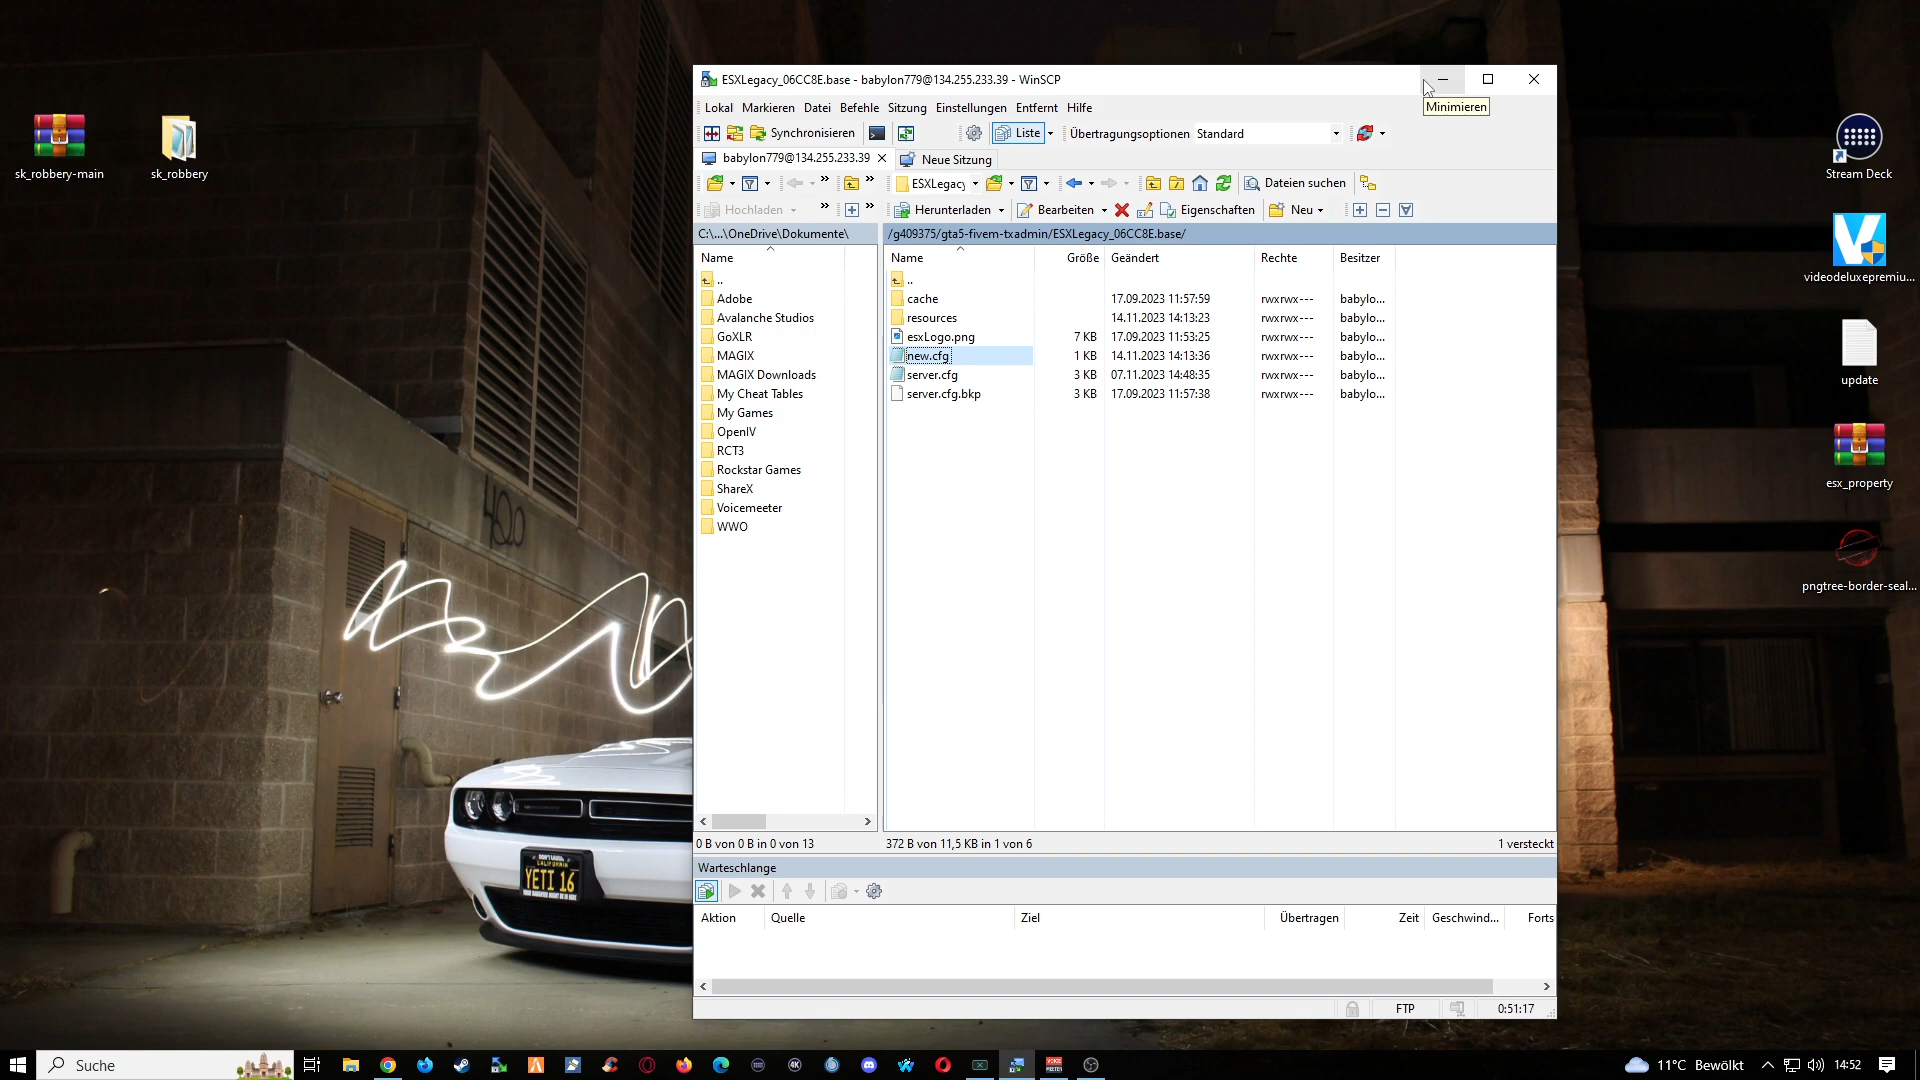 ESXLegacy_06CC8E.base - babylon779@134.255.233.39 - WinSCP
Minimieren
Lokal Markieren Datei Befehle Sitzung Einstellungen Entfernt Hilfe
Synchronisieren Liste Übertragungsoptionen Standard
babylon779@134.255.233.39 Neue Sitzung
ESXLegacy Dateien suchen
Hochladen Herunterladen Bearbeiten Eigenschaften Neu
C:\...\OneDrive\Dokumente\
Name
..
Adobe
Avalanche Studios
GoXLR
MAGIX
MAGIX Downloads
My Cheat Tables
My Games
OpenIV
RCT3
Rockstar Games
ShareX
Voicemeeter
WWO
0 B von 0 B in 0 von 13
/g409375/gta5-fivem-txadmin/ESXLegacy_06CC8E.base/
Name Größe Geändert Rechte Besitzer
..
cache 17.09.2023 11:57:59 rwxrwx--- babylo...
resources 14.11.2023 14:13:23 rwxrwx--- babylo...
esxLogo.png 7 KB 17.09.2023 11:53:25 rwxrwx--- babylo...
new.cfg 1 KB 14.11.2023 14:13:36 rwxrwx--- babylo...
server.cfg 3 KB 07.11.2023 14:48:35 rwxrwx--- babylo...
server.cfg.bkp 3 KB 17.09.2023 11:57:38 rwxrwx--- babylo...
372 B von 11,5 KB in 1 von 6 1 versteckt
Warteschlange
Aktion Quelle Ziel Übertragen Zeit Geschwind... Forts
FTP 0:51:17
sk_robbery-main
sk_robbery
Stream Deck
videodeluxepremiu...
update
esx_property
pngtree-border-seal...
420
CALIFORNIA
YETI 16
Suche
4K
11°C Bewölkt 14:52